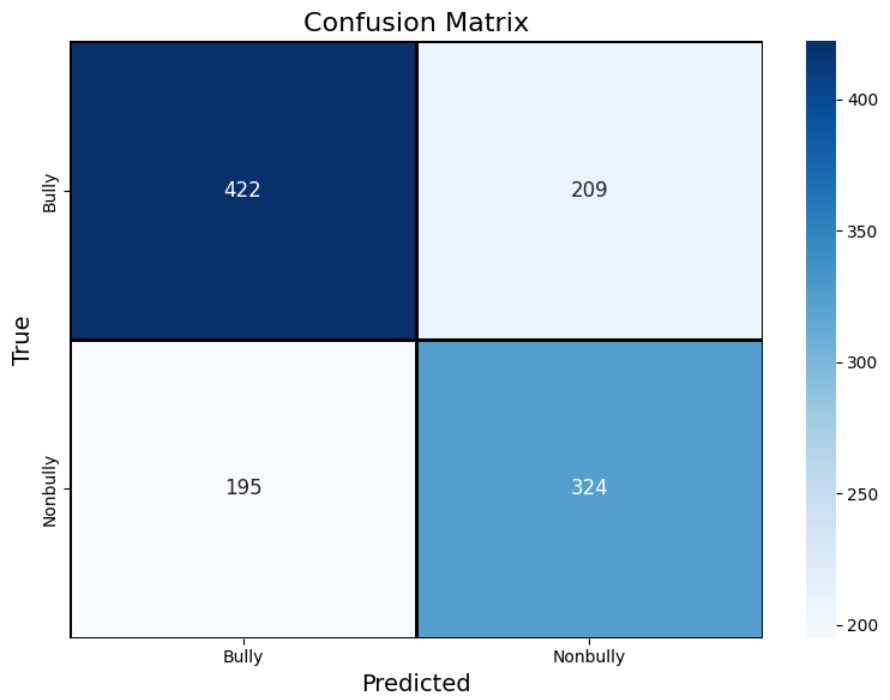 Confusion Matrix
400
Bully
422
209
350
True
300
Nonbully
195
324
250
200
Bully
Nonbully
Predicted